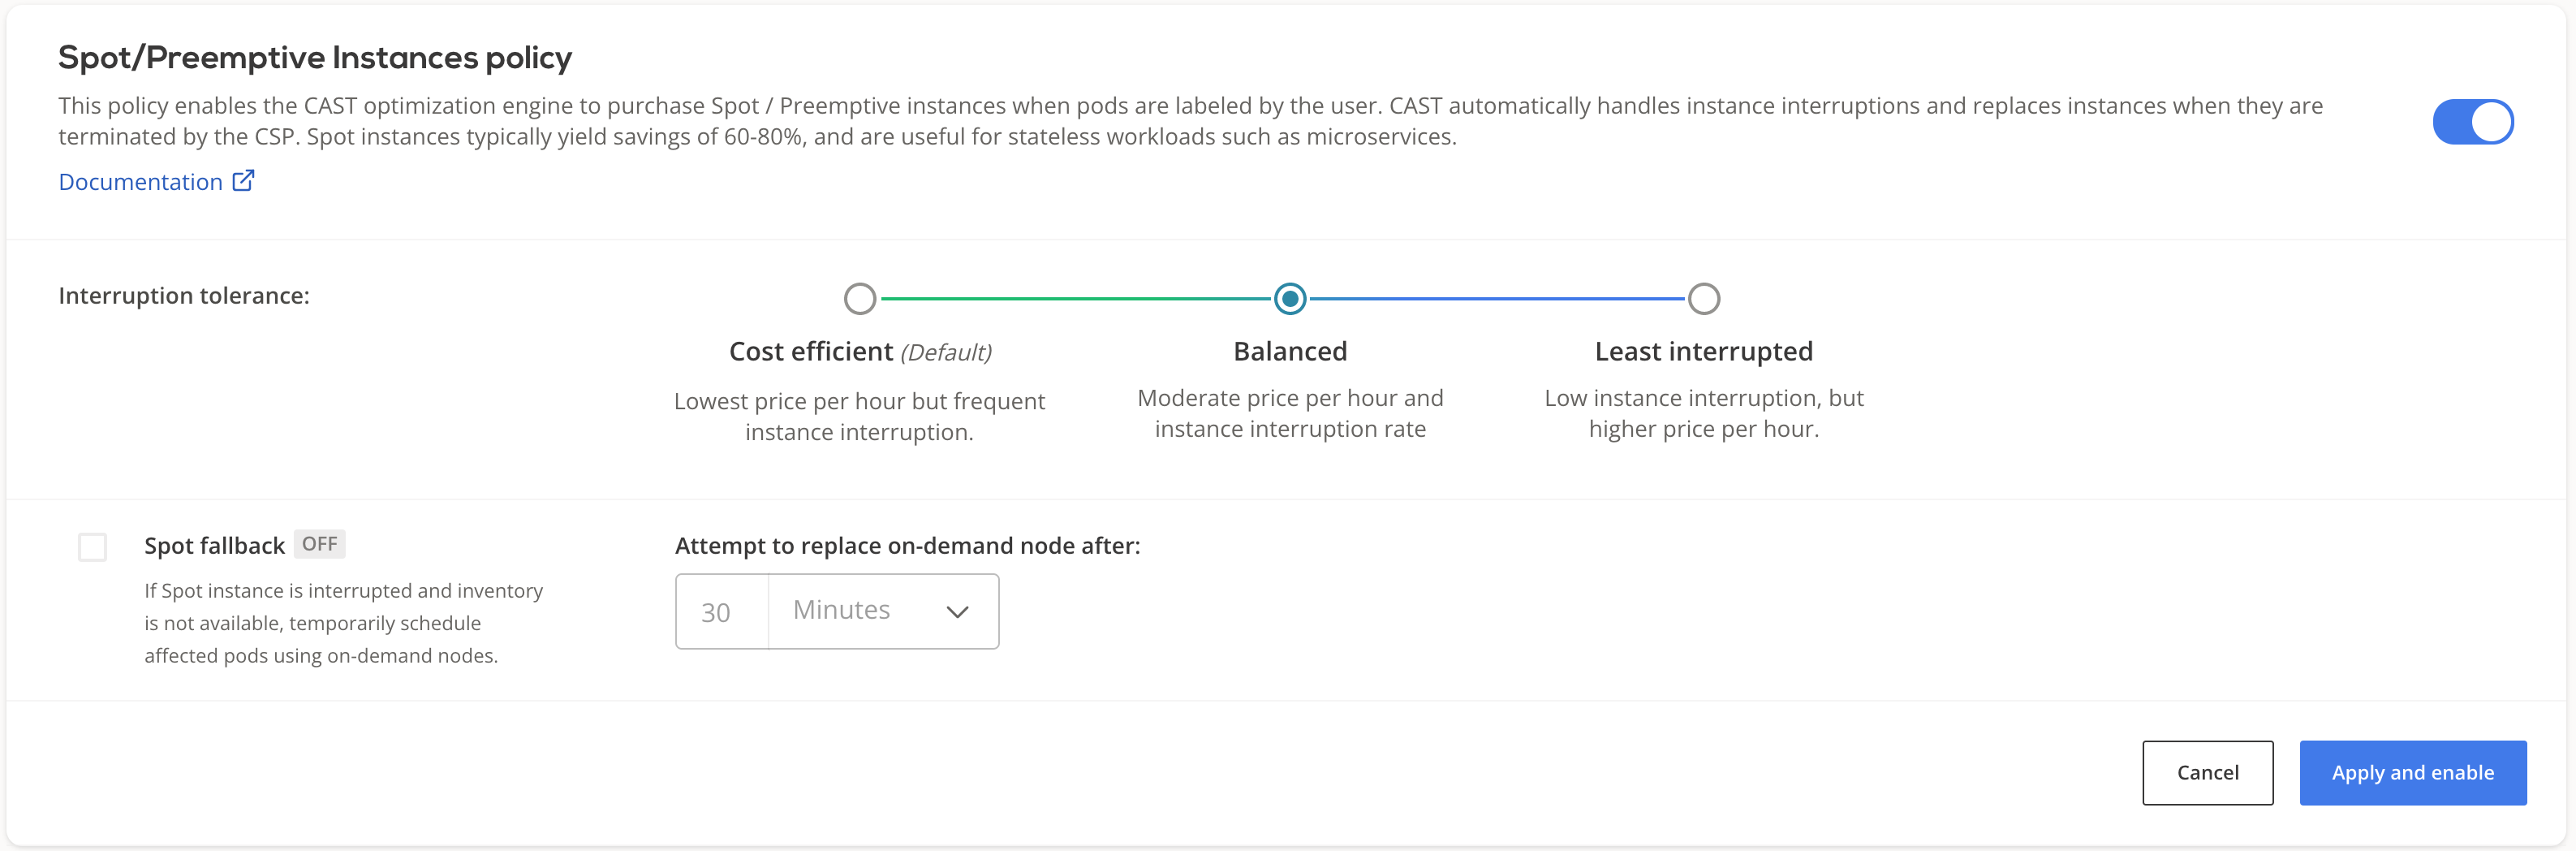 Spot/Preemptive Instances policy
This policy enables the CAST optimization engine to purchase Spot / Preemptive instances when pods are labeled by the user. CAST automatically handles instance interruptions and replaces instances when they are
terminated by the CSP. Spot instances typically yield savings of 60-80%, and are useful for stateless workloads such as microservices.
Documentation
Interruption tolerance:
Cost efficient (Default)
Lowest price per hour but frequent
instance interruption.
Balanced
Moderate price per hour and
instance interruption rate
Least interrupted
Low instance interruption, but
higher price per hour.
Spot fallback OFF
If Spot instance is interrupted and inventory
is not available, temporarily schedule
affected pods using on-demand nodes.
Attempt to replace on-demand node after:
30 Minutes
Cancel
Apply and enable